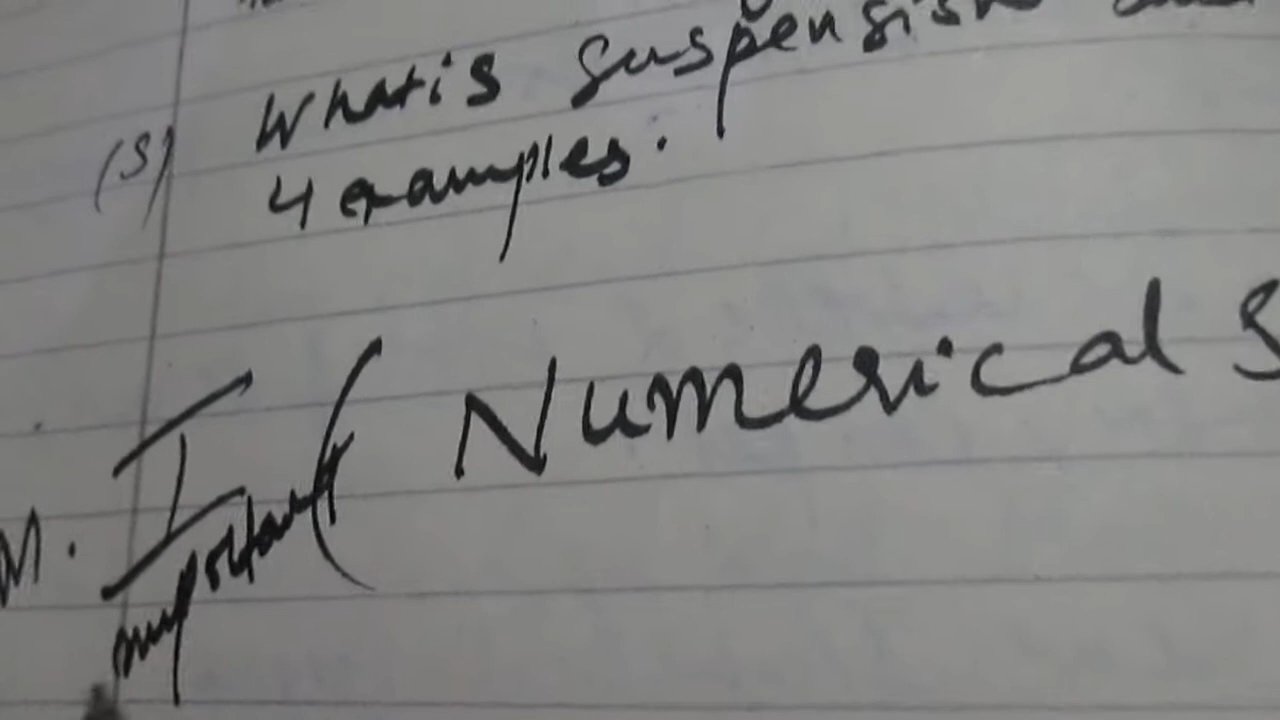 (5) What is suspension
4 examples.
M. Important ( Numericals